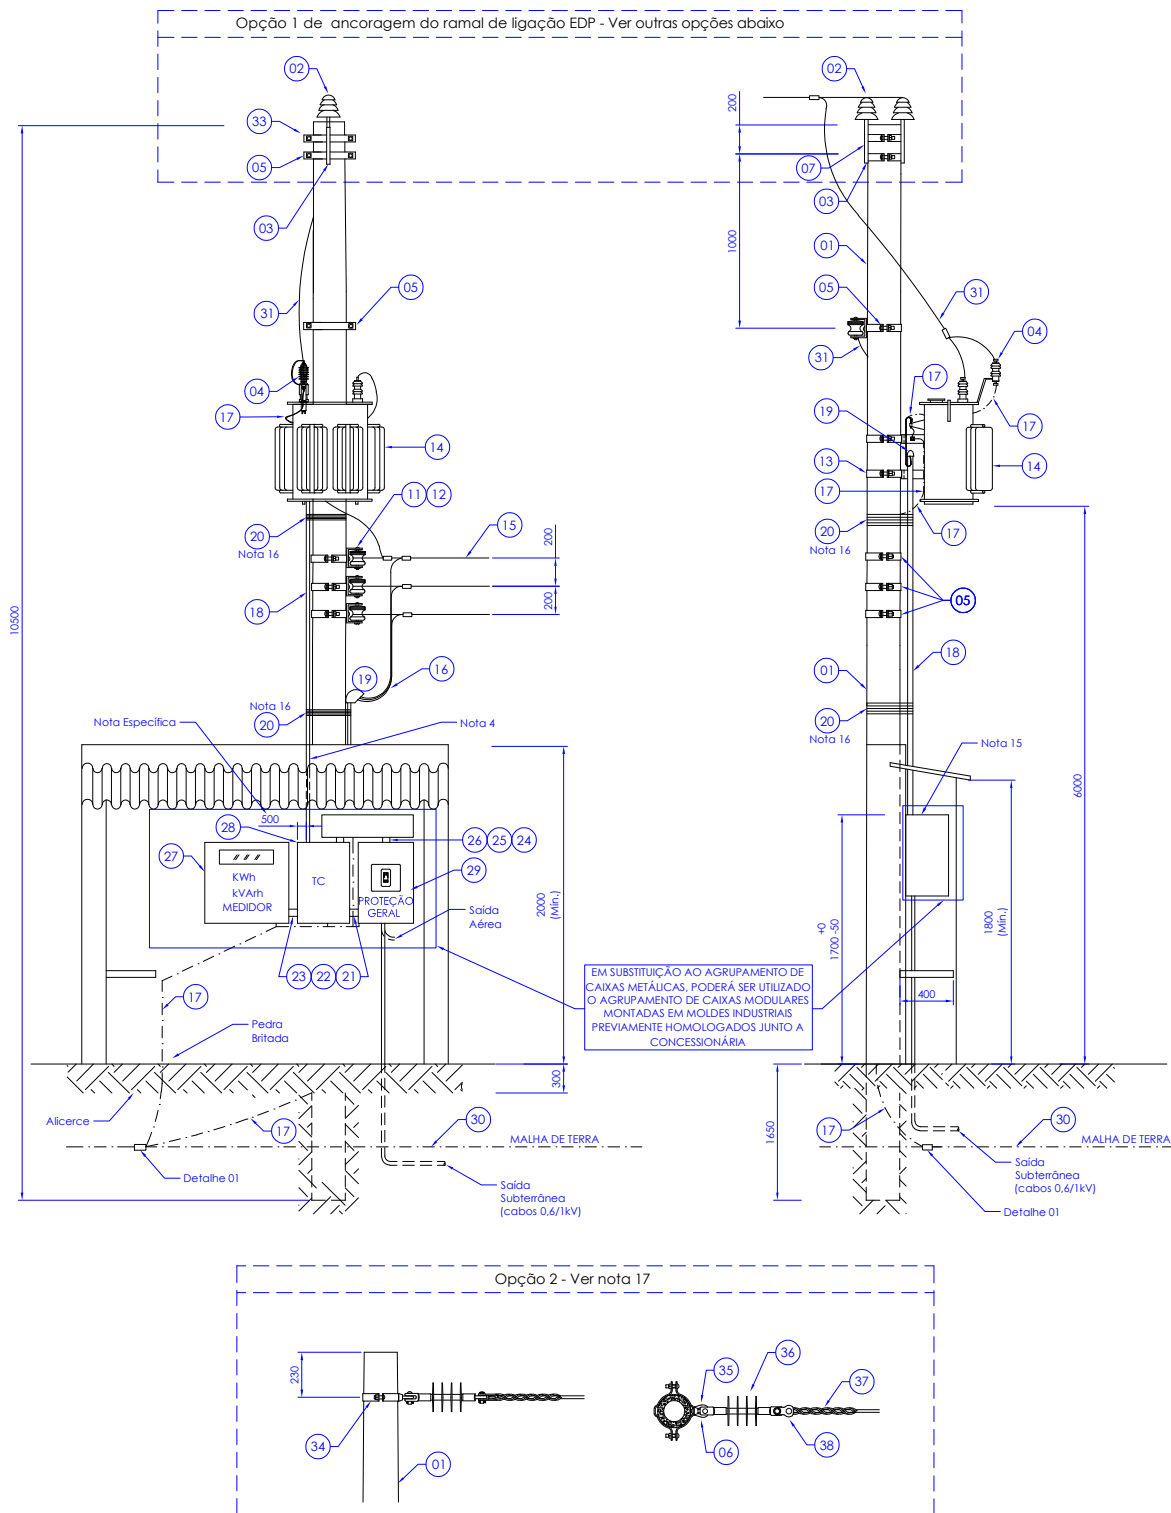 Opção 1 de ancoragem do ramal de ligação EDP - Ver outras opções abaixo
02
33
05
03
31
05
04
17
14
11 12
15
20
Nota 16
200
200
18
16
19
Nota 16
20
10500
Nota Específica
Nota 4
500
28
27
KWh
kVArh
MEDIDOR
TC
PROTEÇÃO
GERAL
26 25 24
29
Saída
Aérea
23 22 21
17
Pedra
Britada
2000
(Mín.)
300
Alicerce
17
30
MALHA DE TERRA
Detalhe 01
Saída
Subterrânea
(cabos 0,6/1kV)
EM SUBSTITUIÇÃO AO AGRUPAMENTO DE
CAIXAS METÁLICAS, PODERÁ SER UTILIZADO
O AGRUPAMENTO DE CAIXAS MODULARES
MONTADAS EM MOLDES INDUSTRIAIS
PREVIAMENTE HOMOLOGADOS JUNTO A
CONCESSIONÁRIA
02
200
07
03
1000
01
05
31
31
04
17
17
19
13
14
17
20
Nota 16
17
05
18
01
20
Nota 16
Nota 15
6000
+0
1700 -50
1800
(Mín.)
400
1650
17
30
MALHA DE TERRA
Saída
Subterrânea
(cabos 0,6/1kV)
Detalhe 01
Opção 2 - Ver nota 17
230
34
01
35
36
37
06
38